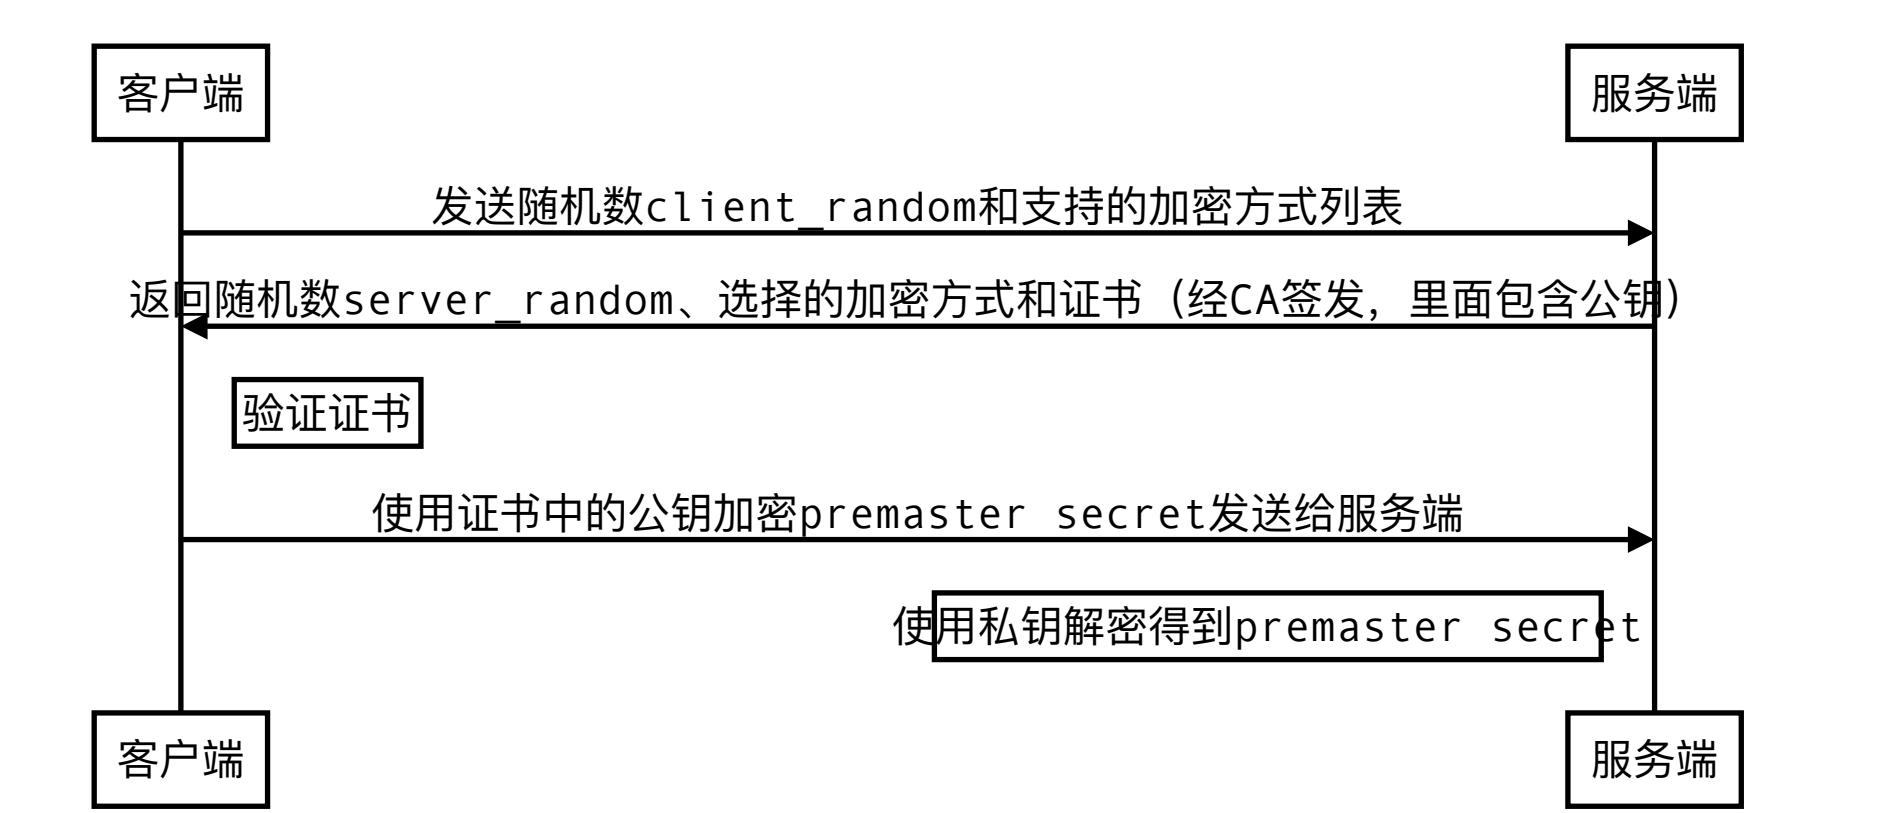 客户端
服务端
发送随机数client_random和支持的加密方式列表
返回随机数server_random、选择的加密方式和证书（经CA签发，里面包含公钥）
验证证书
使用证书中的公钥加密premaster secret发送给服务端
使用私钥解密得到premaster secret
客户端
服务端